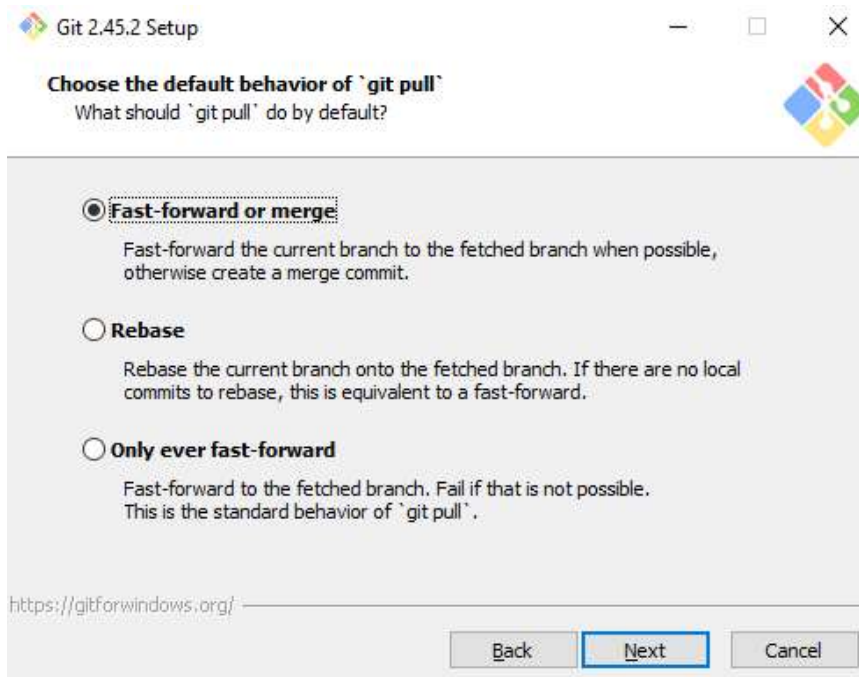 Git 2.45.2 Setup
Choose the default behavior of `git pull`
What should `git pull` do by default?
Fast-forward or merge
Fast-forward the current branch to the fetched branch when possible,
otherwise create a merge commit.
Rebase
Rebase the current branch onto the fetched branch. If there are no local
commits to rebase, this is equivalent to a fast-forward.
Only ever fast-forward
Fast-forward to the fetched branch. Fail if that is not possible.
This is the standard behavior of `git pull`.
https://gitforwindows.org/
Back Next Cancel